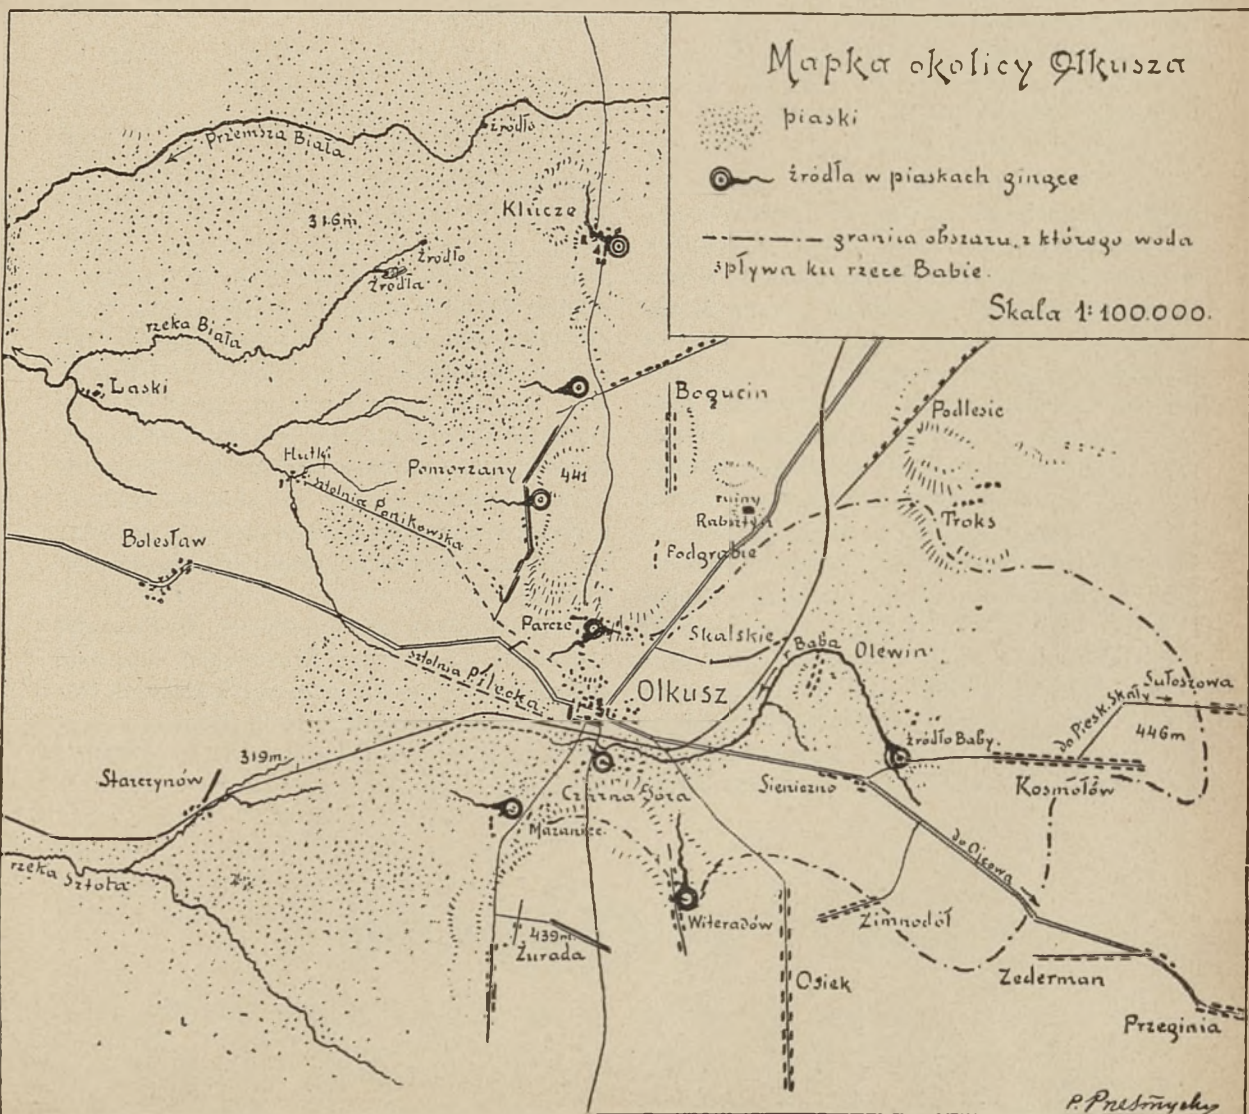 Mapka okolicy Olkusza
piaski
źródła w piaskach ginące
granica obszaru, z którego woda
spływa ku rzece Babie.
Skala 1:100.000.
Przemsza Biała
źródło
Klucze
316m.
źródło
źródła
rzeka Biała
Laski
Bogucin
Podlesie
Hutki
Pomorzany
441
sztolnia Ponikowska
ruiny
Rabsztyn
Troks
Bolesław
Podgrabie
Parcze
Skalskie
r. Baba
Olewin
sztolnia Pilecka
Olkusz
Sułoszowa
do Piesk. Skały
446m
źródło Baby
319m.
Starczynów
Sieniczno
Kosmołów
Czarna Góra
Mazaniec
do Ojcowa
rzeka Sztoła
Witeradów
Zimnodół
439m.
Żurada
Osiek
Zederman
Przeginia